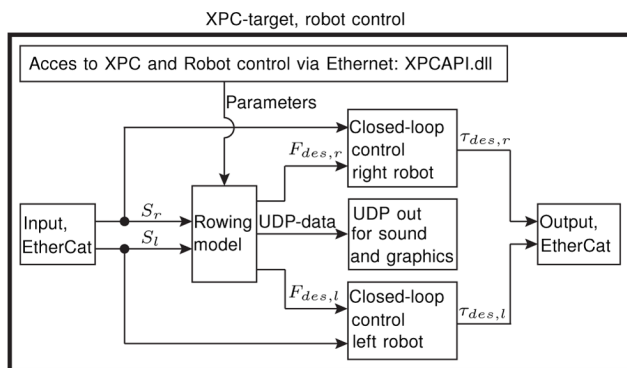 XPC-target, robot control
Acces to XPC and Robot control via Ethernet: XPCAPI.dll
Parameters
Closed-loop
control
right robot
F_{des,r}
τ_{des,r}
Input,
EtherCat
S_r
S_l
Rowing
model
UDP-data
UDP out
for sound
and graphics
Output,
EtherCat
F_{des,l}
Closed-loop
control
left robot
τ_{des,l}